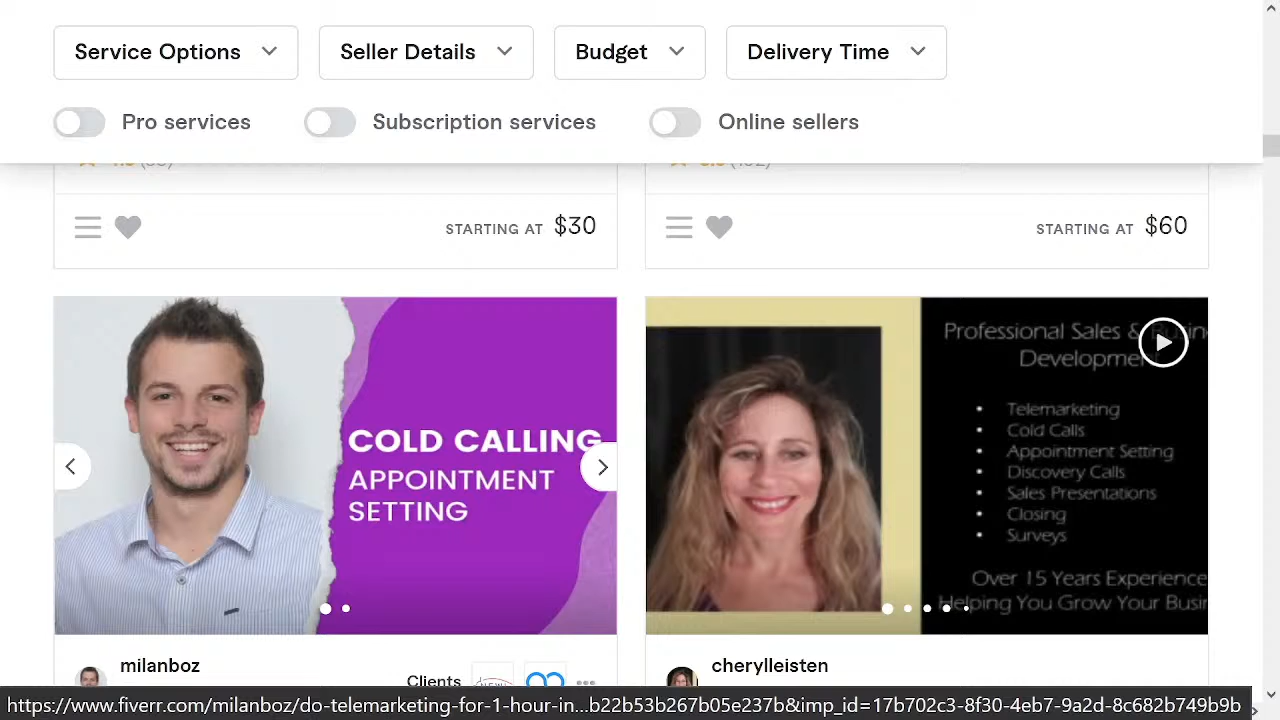 Service Options
Seller Details
Budget
Delivery Time
Pro services
Subscription services
Online sellers
STARTING AT $30
STARTING AT $60
COLD CALLING
APPOINTMENT
SETTING
Professional Sales &
Development
• Telemarketing
• Cold Calls
• Appointment Setting
• Discovery Calls
• Sales Presentations
• Closing
• Surveys
Over 15 Years Experience
Helping You Grow Your
milanboz
Clients
cherylleisten
https://www.fiverr.com/milanboz/do-telemarketing-for-1-hour-in...b22b53b267b05e237b&imp_id=17b702c3-8f30-4eb7-9a2d-8c682b749b9b